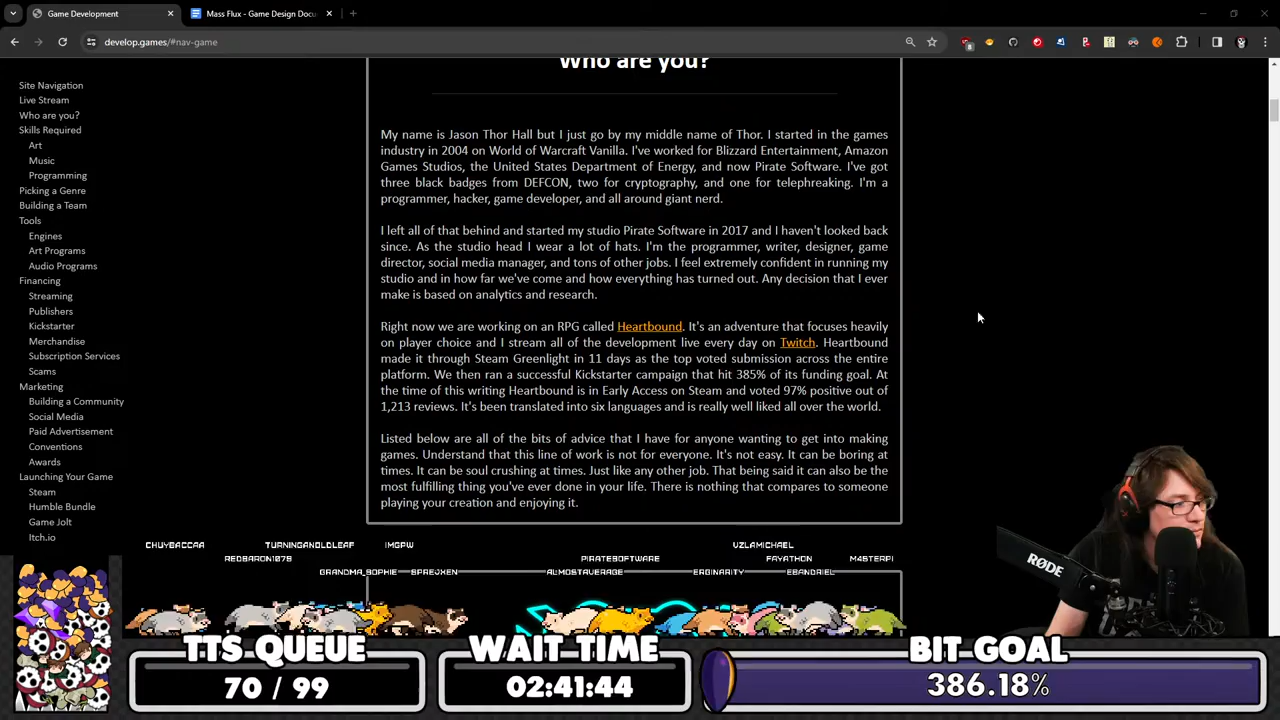 Game Development
Mass Flux - Game Design Docu
develop.games/#nav-game
Site Navigation
Live Stream
Who are you?
Skills Required
Art
Music
Programming
Picking a Genre
Building a Team
Tools
Engines
Art Programs
Audio Programs
Financing
Streaming
Publishers
Kickstarter
Merchandise
Subscription Services
Scams
Marketing
Building a Community
Social Media
Paid Advertisement
Conventions
Awards
Launching Your Game
Steam
Humble Bundle
Game Jolt
Itch.io
Who are you?
My name is Jason Thor Hall but I just go by my middle name of Thor. I started in the games
industry in 2004 on World of Warcraft Vanilla. I've worked for Blizzard Entertainment, Amazon
Games Studios, the United States Department of Energy, and now Pirate Software. I've got
three black badges from DEFCON, two for cryptography, and one for telephreaking. I'm a
programmer, hacker, game developer, and all around giant nerd.
I left all of that behind and started my studio Pirate Software in 2017 and I haven't looked back
since. As the studio head I wear a lot of hats. I'm the programmer, writer, designer, game
director, social media manager, and tons of other jobs. I feel extremely confident in running my
studio and in how far we've come and how everything has turned out. Any decision that I ever
make is based on analytics and research.
Right now we are working on an RPG called Heartbound. It's an adventure that focuses heavily
on player choice and I stream all of the development live every day on Twitch. Heartbound
made it through Steam Greenlight in 11 days as the top voted submission across the entire
platform. We then ran a successful Kickstarter campaign that hit 385% of its funding goal. At
the time of this writing Heartbound is in Early Access on Steam and voted 97% positive out of
1,213 reviews. It's been translated into six languages and is really well liked all over the world.
Listed below are all of the bits of advice that I have for anyone wanting to get into making
games. Understand that this line of work is not for everyone. It's not easy. It can be boring at
times. It can be soul crushing at times. Just like any other job. That being said it can also be the
most fulfilling thing you've ever done in your life. There is nothing that compares to someone
playing your creation and enjoying it.
CHUYBACCAA TURNINGANOLDLEAF IMGPW VZLAMICHAEL
REDBARON1079 PIRATESOFTWARE FAYATHON M4STERPI
GRANDMA_SOPHIE BPREJXEN ALMOSTAVERAGE ERDINARITY EBANDRIEL
RØDE
TTS QUEUE
70 / 99
WAIT TIME
02:41:44
BIT GOAL
386.18%